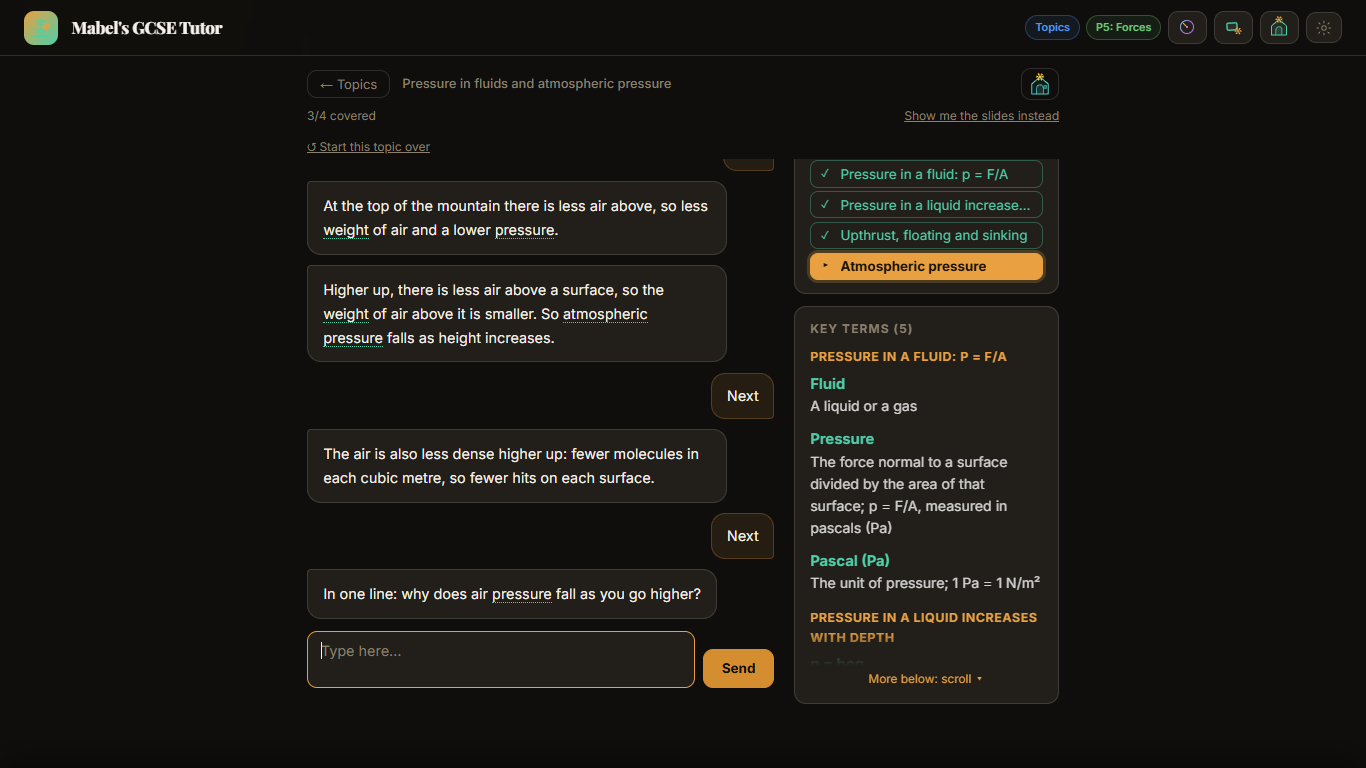 Mabel's GCSE Tutor
Topics
P5: Forces
← Topics
Pressure in fluids and atmospheric pressure
3/4 covered
Show me the slides instead
↺ Start this topic over
At the top of the mountain there is less air above, so less
weight of air and a lower pressure.
Higher up, there is less air above a surface, so the
weight of air above it is smaller. So atmospheric
pressure falls as height increases.
Next
The air is also less dense higher up: fewer molecules in
each cubic metre, so fewer hits on each surface.
Next
In one line: why does air pressure fall as you go higher?
Type here...
Send
✓ Pressure in a fluid: p = F/A
✓ Pressure in a liquid increase...
✓ Upthrust, floating and sinking
‣ Atmospheric pressure
KEY TERMS (5)
PRESSURE IN A FLUID: P = F/A
Fluid
A liquid or a gas
Pressure
The force normal to a surface
divided by the area of that
surface; p = F/A, measured in
pascals (Pa)
Pascal (Pa)
The unit of pressure; 1 Pa = 1 N/m²
PRESSURE IN A LIQUID INCREASES
WITH DEPTH
More below: scroll ▾